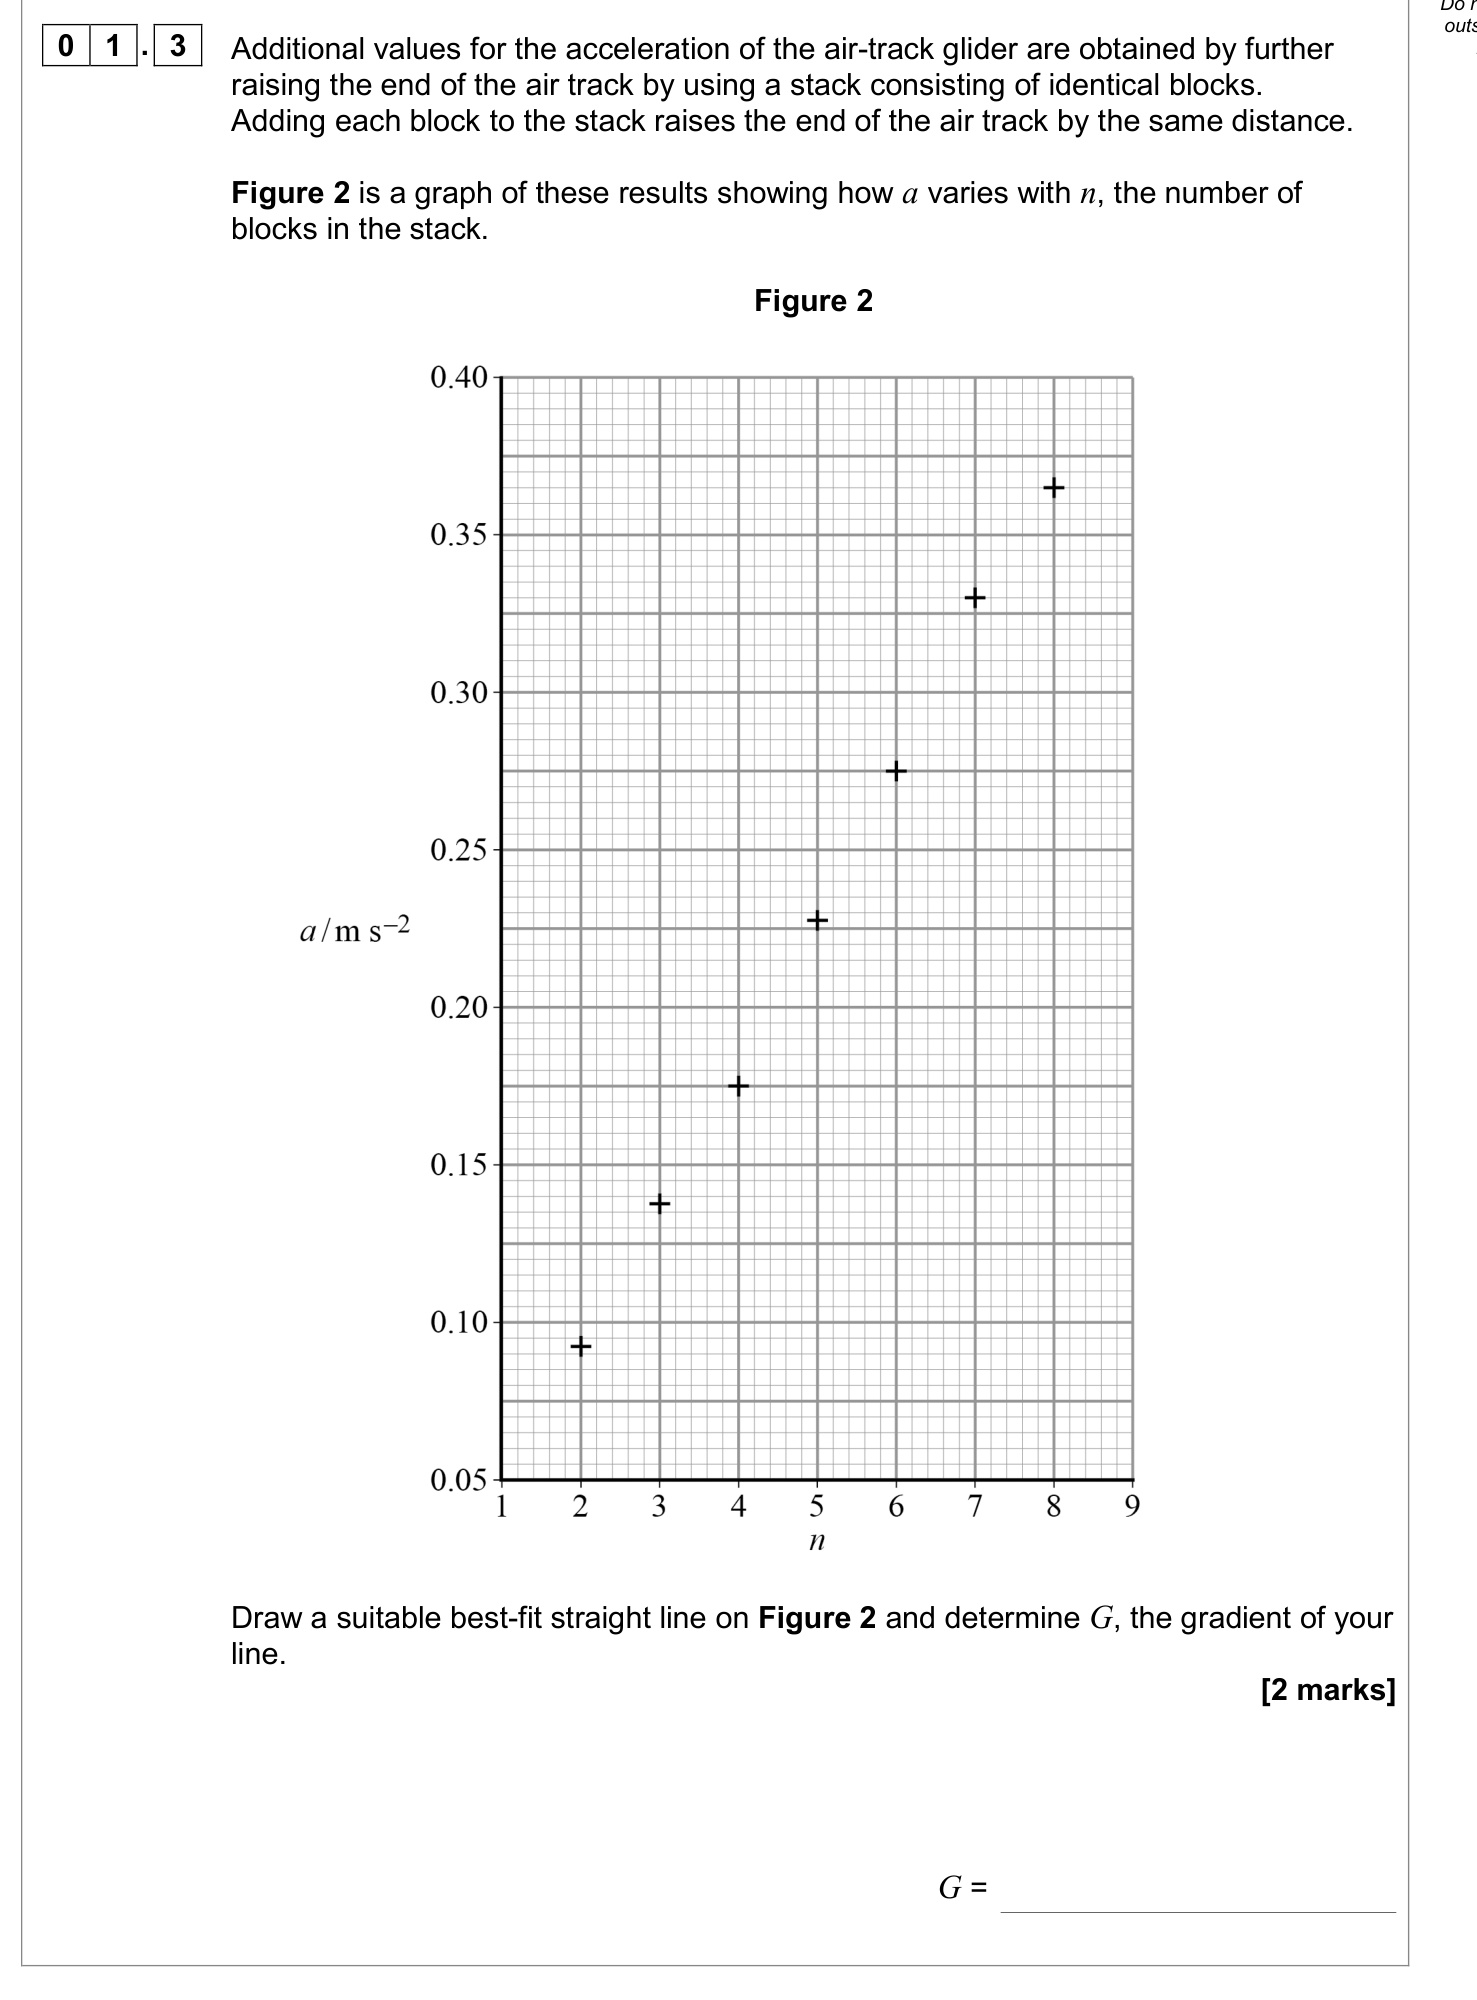 Do
outs
0 1 . 3 Additional values for the acceleration of the air-track glider are obtained by further
raising the end of the air track by using a stack consisting of identical blocks.
Adding each block to the stack raises the end of the air track by the same distance.
Figure 2 is a graph of these results showing how a varies with n, the number of
blocks in the stack.
Figure 2
0.40
0.35
0.30
0.25
a/m s⁻²
0.20
0.15
0.10
0.05
1 2 3 4 5 6 7 8 9
n
Draw a suitable best-fit straight line on Figure 2 and determine G, the gradient of your
line.
[2 marks]
G =